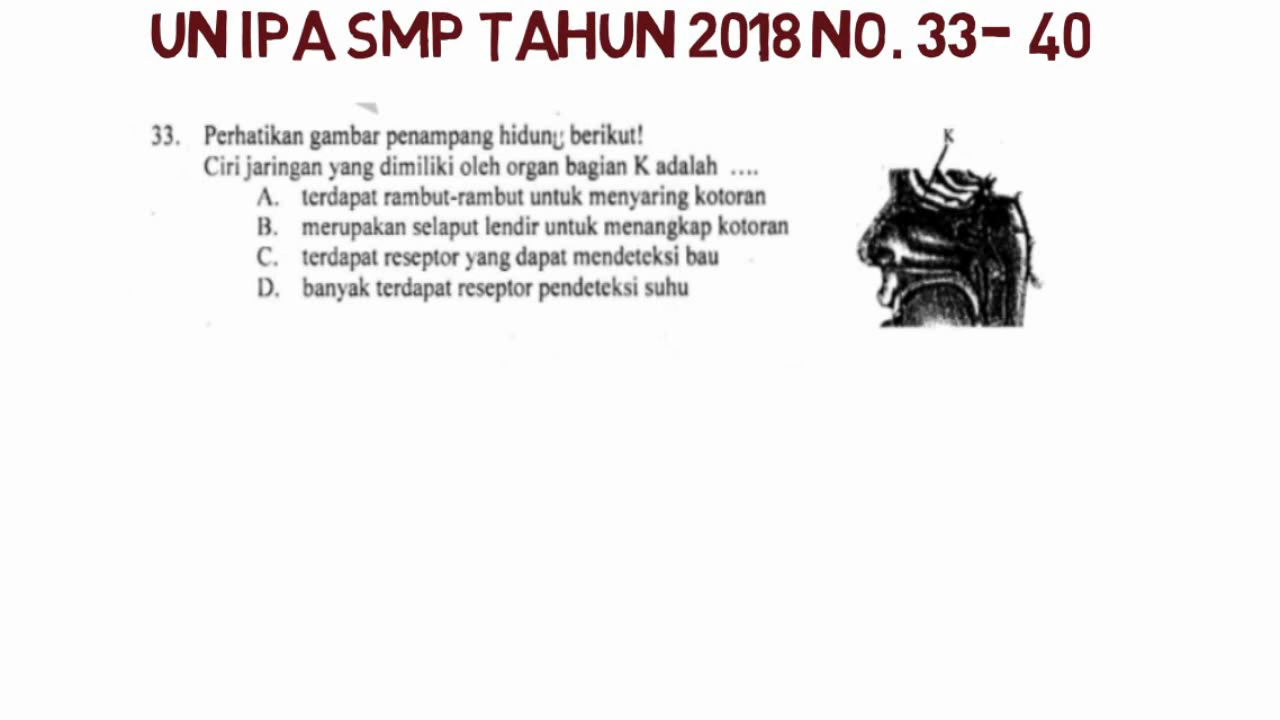 UN IPA SMP TAHUN 2018 NO. 33- 40
33. Perhatikan gambar penampang hidung berikut!
Ciri jaringan yang dimiliki oleh organ bagian K adalah ....
A. terdapat rambut-rambut untuk menyaring kotoran
B. merupakan selaput lendir untuk menangkap kotoran
C. terdapat reseptor yang dapat mendeteksi bau
D. banyak terdapat reseptor pendeteksi suhu
K